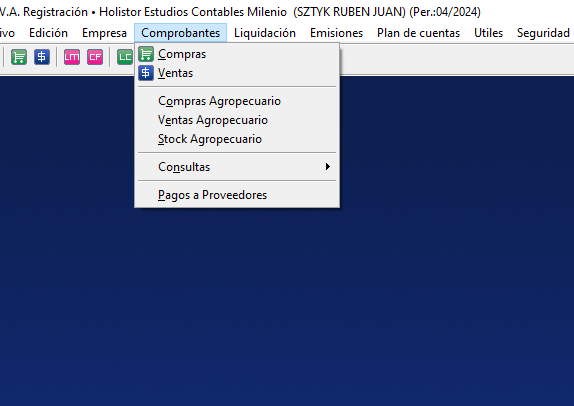 V.A. Registración • Holistor Estudios Contables Milenio (SZTYK RUBEN JUAN) (Per.:04/2024)
ivo Edición Empresa Comprobantes Liquidación Emisiones Plan de cuentas Utiles Seguridad
$ LM CF LC
Compras
$ Ventas
Compras Agropecuario
Ventas Agropecuario
Stock Agropecuario
Consultas
Pagos a Proveedores